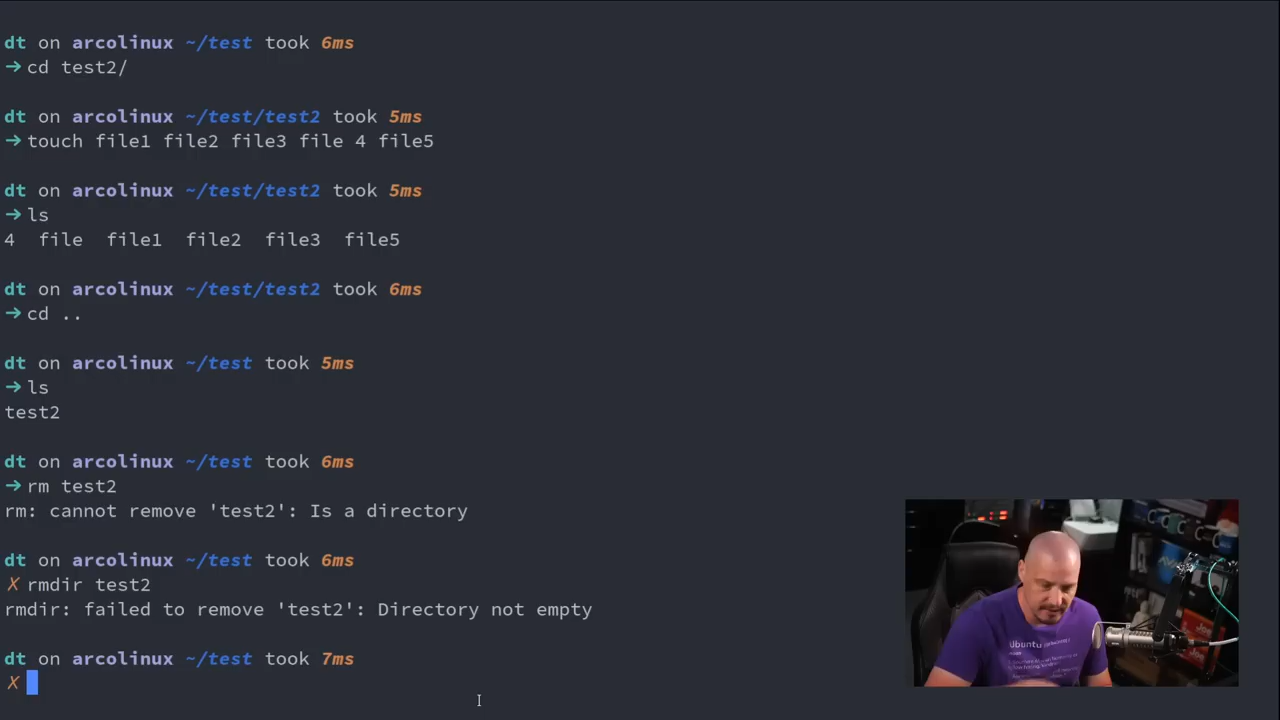 dt on arcolinux ~/test took 6ms
→ cd test2/
dt on arcolinux ~/test/test2 took 5ms
→ touch file1 file2 file3 file 4 file5
dt on arcolinux ~/test/test2 took 5ms
→ ls
4 file file1 file2 file3 file5
dt on arcolinux ~/test/test2 took 6ms
→ cd ..
dt on arcolinux ~/test took 5ms
→ ls
test2
dt on arcolinux ~/test took 6ms
→ rm test2
rm: cannot remove 'test2': Is a directory
dt on arcolinux ~/test took 6ms
✗ rmdir test2
rmdir: failed to remove 'test2': Directory not empty
dt on arcolinux ~/test took 7ms
✗
Ubuntu